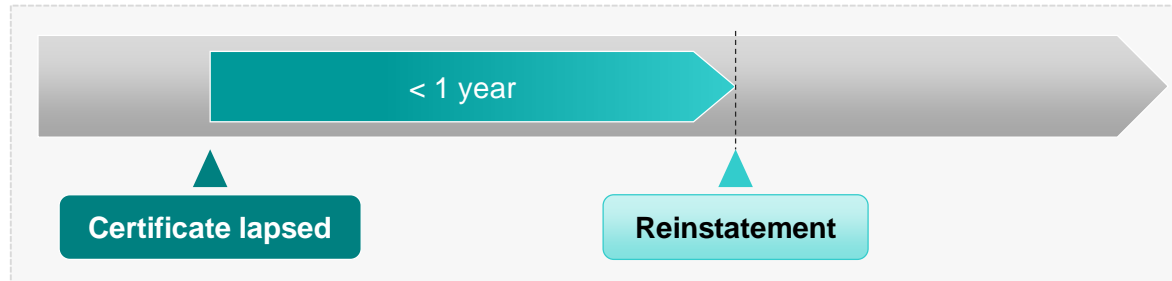 < 1 year
Certificate lapsed
Reinstatement